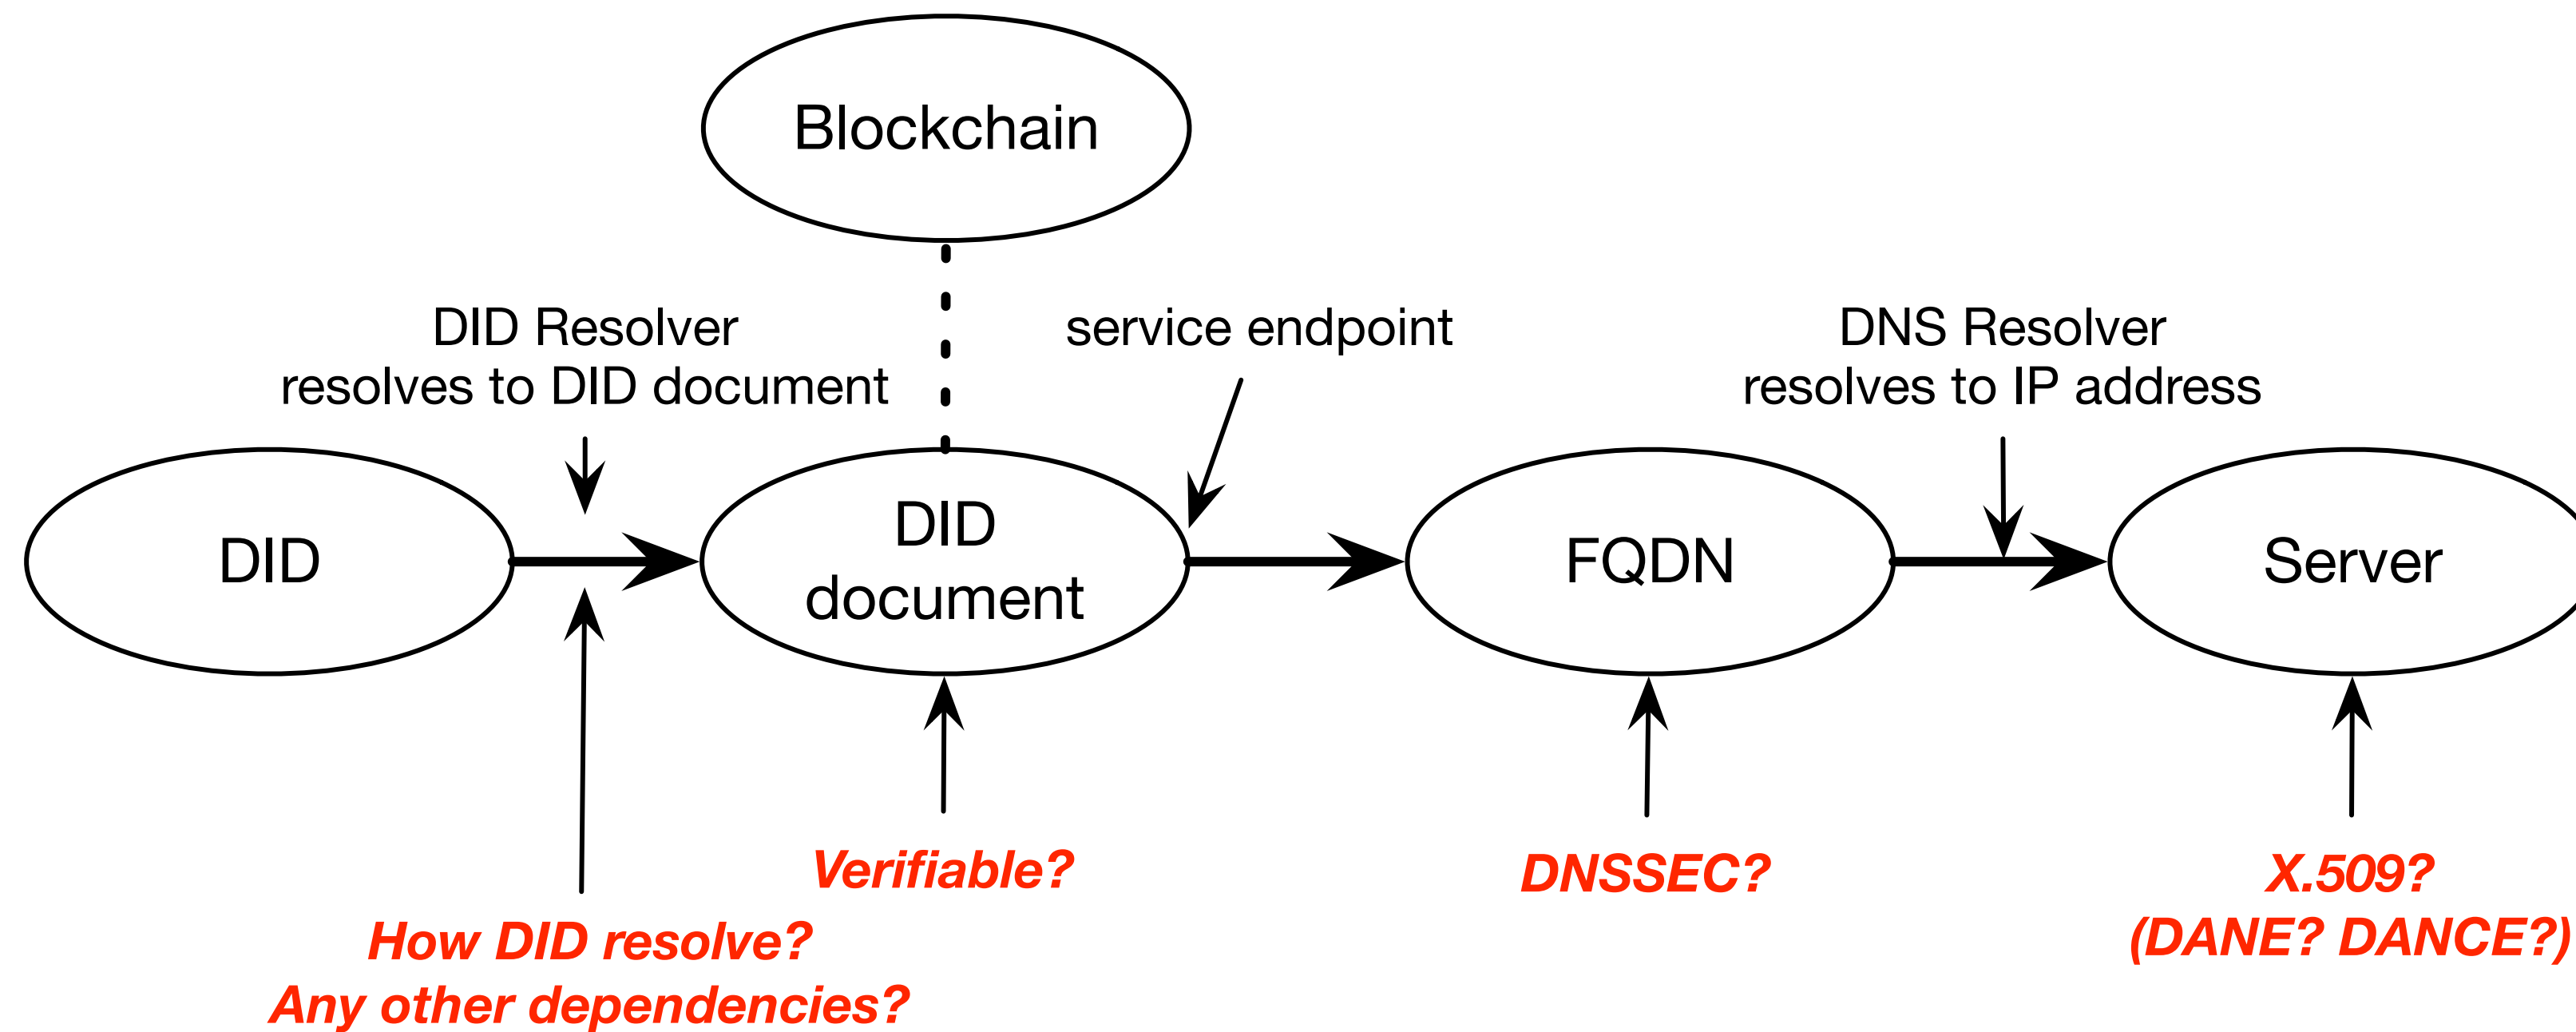 Blockchain
DID Resolver
resolves to DID document
service endpoint
DNS Resolver
resolves to IP address
DID
DID
document
FQDN
Server
Verifiable?
DNSSEC?
X.509?
(DANE? DANCE?)
How DID resolve?
Any other dependencies?